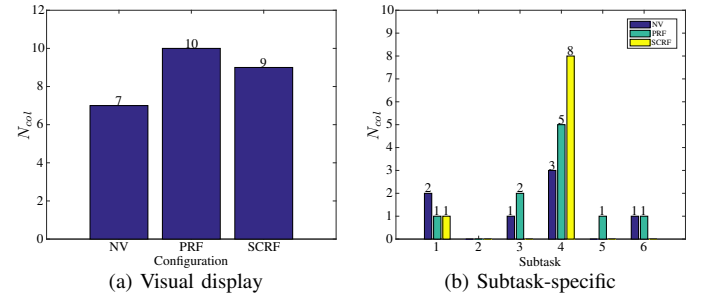 12
10
8
6
4
2
0
N_col
7
10
9
NV PRF SCRF
Configuration
(a) Visual display
10
9
8
7
6
5
4
3
2
1
0
N_col
NV
PRF
SCRF
2 1 1
1 2
3 5 8
1
1 1
1 2 3 4 5 6
Subtask
(b) Subtask-specific